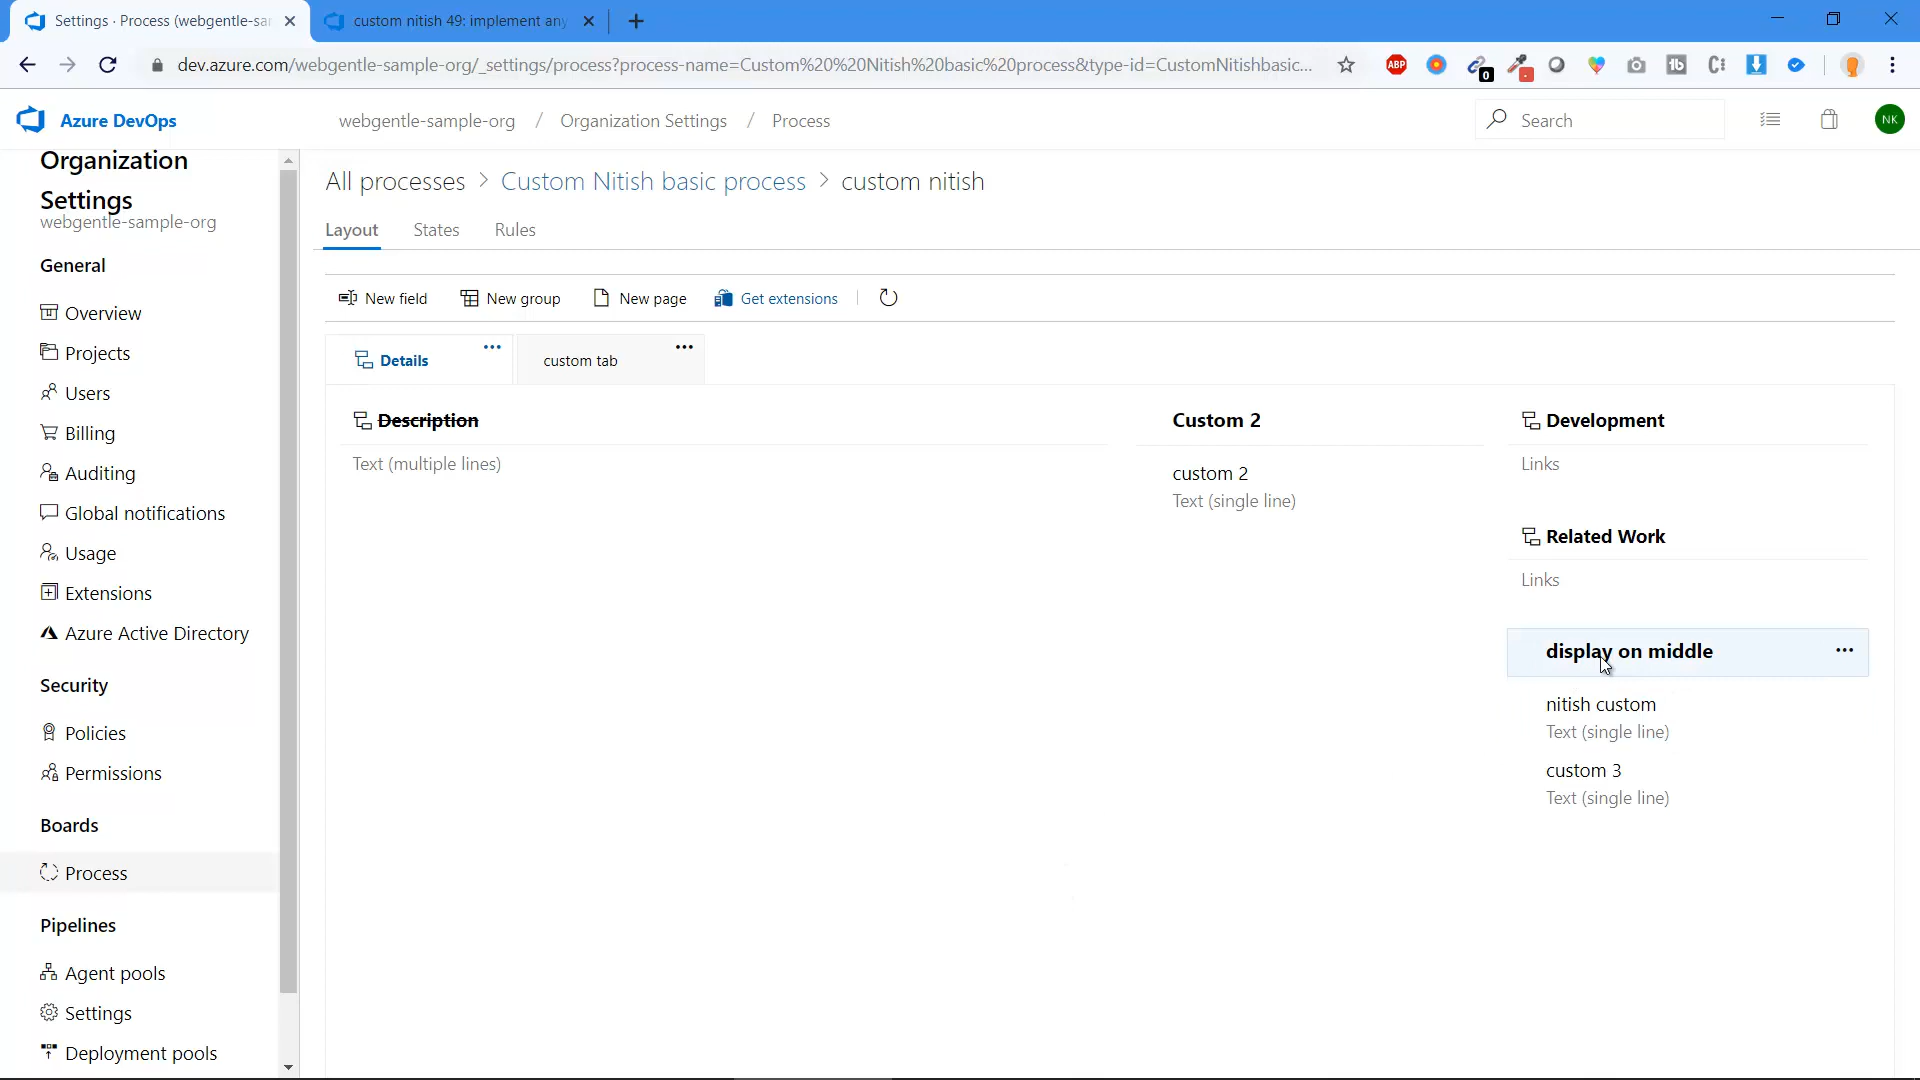 Settings · Process (webgentle-sa
custom nitish 49: implement any
dev.azure.com/webgentle-sample-org/_settings/process?process-name=Custom%20%20Nitish%20basic%20process&type-id=CustomNitishbasic...
ABP
0
Azure DevOps
webgentle-sample-org / Organization Settings / Process
Search
NK
Organization
Settings
webgentle-sample-org
General
Overview
Projects
Users
Billing
Auditing
Global notifications
Usage
Extensions
Azure Active Directory
Security
Policies
Permissions
Boards
Process
Pipelines
Agent pools
Settings
Deployment pools
All processes > Custom Nitish basic process > custom nitish
Layout
States
Rules
New field
New group
New page
Get extensions
Details
custom tab
Description
Text (multiple lines)
Custom 2
custom 2
Text (single line)
Development
Links
Related Work
Links
display on middle
nitish custom
Text (single line)
custom 3
Text (single line)